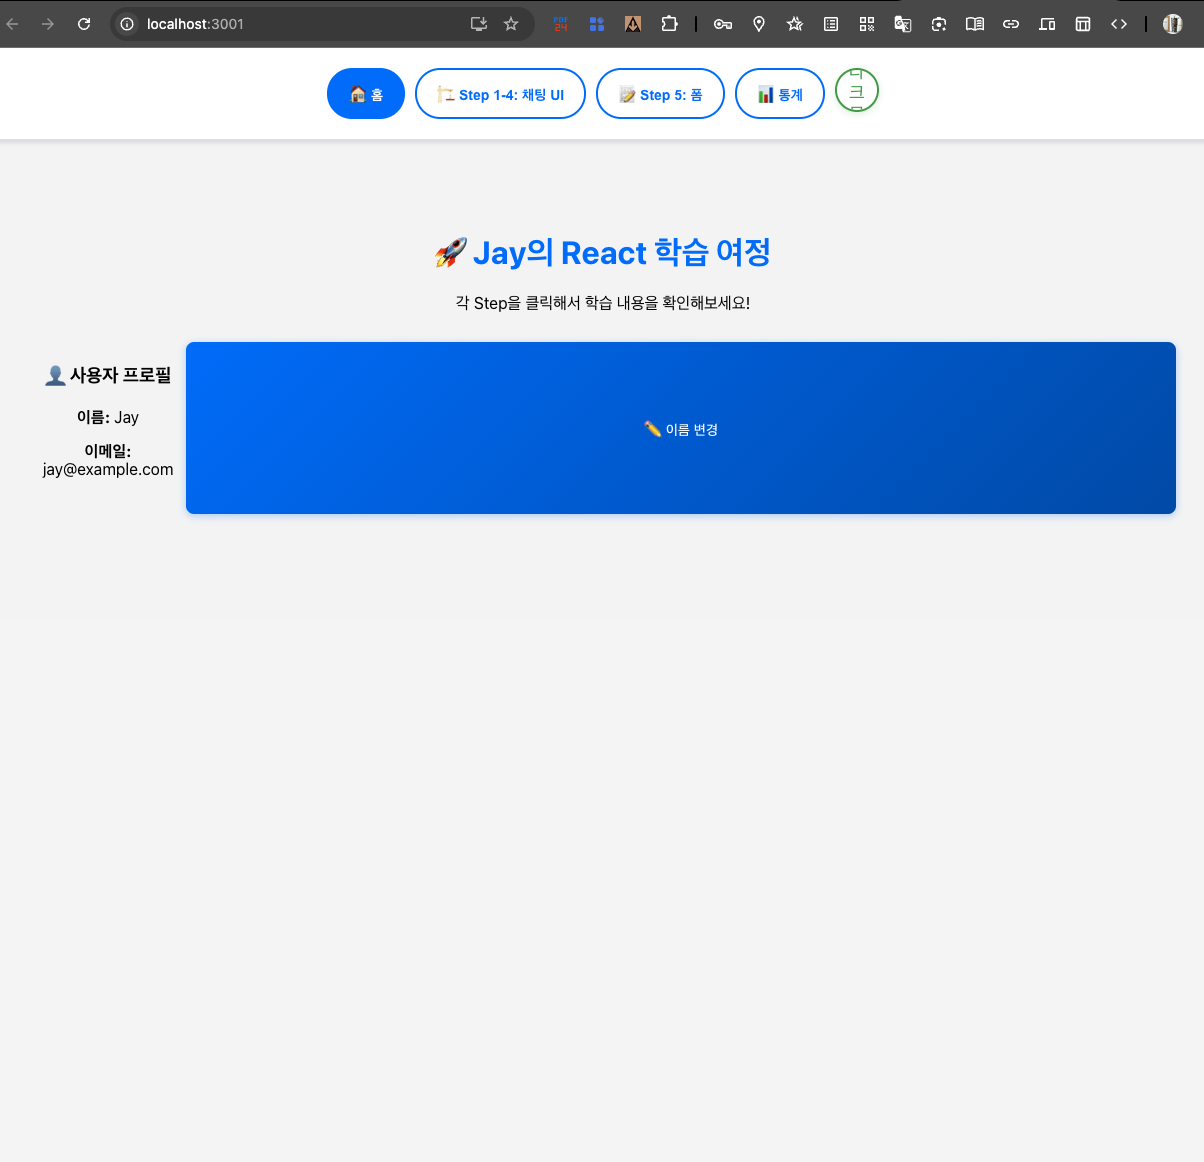 localhost:3001
PDF
24
🏠 홈
🏗️ Step 1-4: 채팅 UI
📝 Step 5: 폼
📊 통계
크
🚀 Jay의 React 학습 여정
각 Step을 클릭해서 학습 내용을 확인해보세요!
👤 사용자 프로필
이름: Jay
이메일:
jay@example.com
✏️ 이름 변경